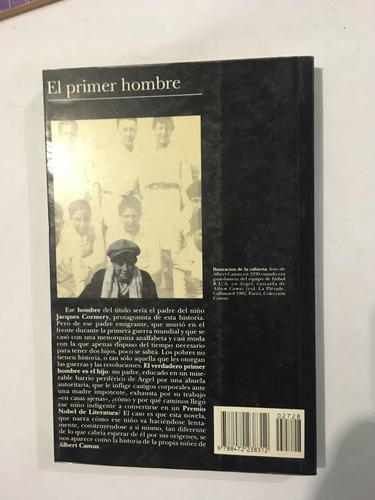 El primer hombre
Ilustración de la cubierta: foto de
Albert Camus en 1930 cuando era
guardameta del equipo de fútbol
R.U.A. en Argel, extraída de
Album Camus (col. La Pléiade,
Gallimard 1982, París), Colección
Camus.
Ese hombre del título sería el padre del niño
Jacques Cormery, protagonista de esta historia.
Pero de ese padre emigrante, que murió en el
frente durante la primera guerra mundial y que se
casó con una menorquina analfabeta y casi muda
con la que apenas dispuso del tiempo necesario
para tener dos hijos, poco se sabrá. Los pobres no
tienen historia, o tan sólo aquella que les otorgan
las guerras y las revoluciones. El verdadero primer
hombre es el hijo: sin padre, educado en un mise-
rable barrio periférico de Argel por una abuela
autoritaria, que le inflige castigos corporales ante
una madre impotente, exhausta por su trabajo
«en casas ajenas», ¿cómo y por qué caminos llegó
ese niño indigente a convertirse en un Premio
Nobel de Literatura? El caso es que esta novela,
que narra cómo ese niño va haciéndose lenta-
mente, construyéndose a sí mismo, tan diferente
de lo que cabría esperar de él por sus orígenes, se
nos aparece como la historia de la propia niñez de
Albert Camus.
02728
9 788472 238312